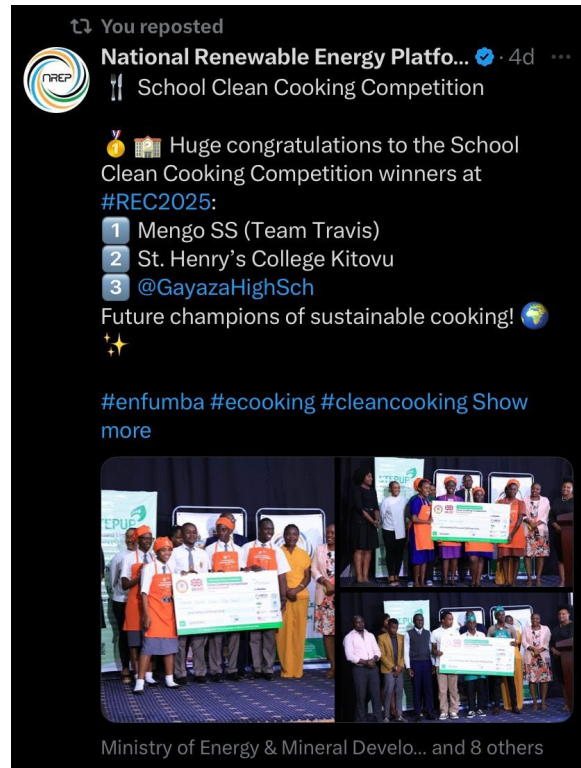 You reposted
NREP
National Renewable Energy Platfo... · 4d ...
🍴 School Clean Cooking Competition
🥇 🏫 Huge congratulations to the School
Clean Cooking Competition winners at
#REC2025:
1️⃣ Mengo SS (Team Travis)
2️⃣ St. Henry’s College Kitovu
3️⃣ @GayazaHighSch
Future champions of sustainable cooking! 🌍
✨
#enfumba #ecooking #cleancooking Show
more
Ministry of Energy & Mineral Develo... and 8 others